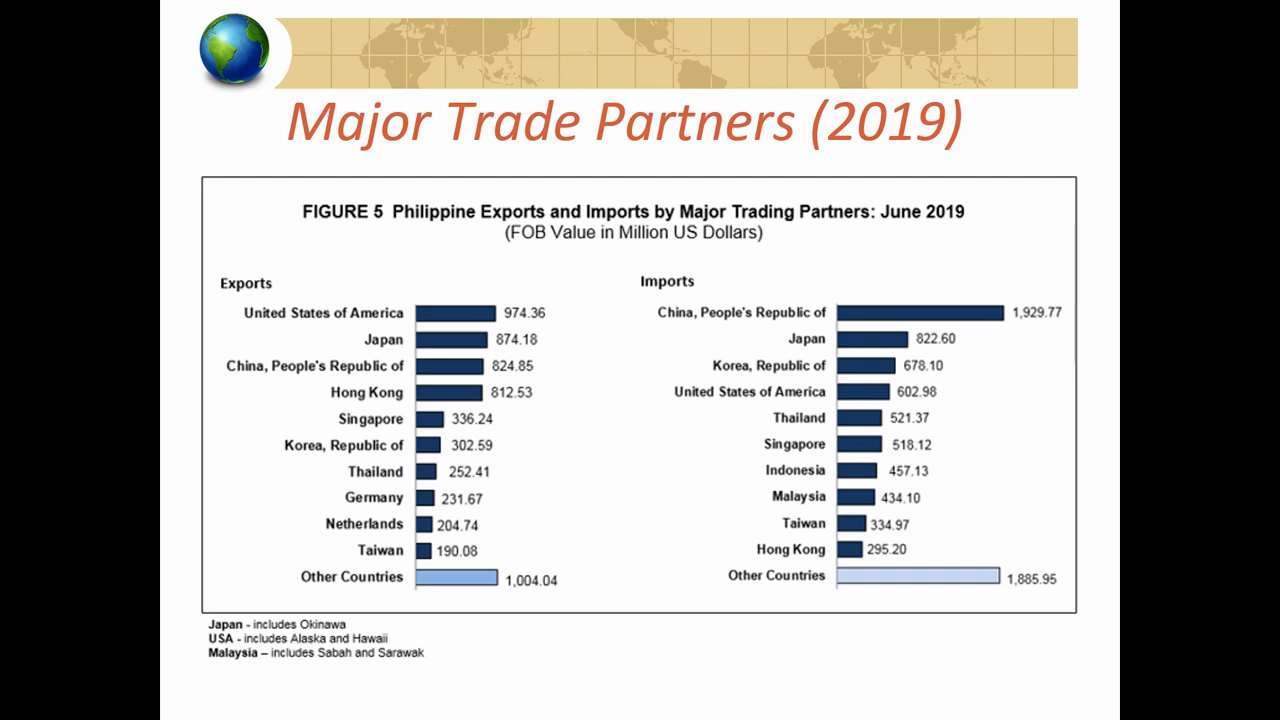 Major Trade Partners (2019)
FIGURE 5 Philippine Exports and Imports by Major Trading Partners: June 2019
(FOB Value in Million US Dollars)
Exports
United States of America 974.36
Japan 874.18
China, People's Republic of 824.85
Hong Kong 812.53
Singapore 336.24
Korea, Republic of 302.59
Thailand 252.41
Germany 231.67
Netherlands 204.74
Taiwan 190.08
Other Countries 1,004.04
Imports
China, People's Republic of 1,929.77
Japan 822.60
Korea, Republic of 678.10
United States of America 602.98
Thailand 521.37
Singapore 518.12
Indonesia 457.13
Malaysia 434.10
Taiwan 334.97
Hong Kong 295.20
Other Countries 1,885.95
Japan - includes Okinawa
USA - includes Alaska and Hawaii
Malaysia – includes Sabah and Sarawak